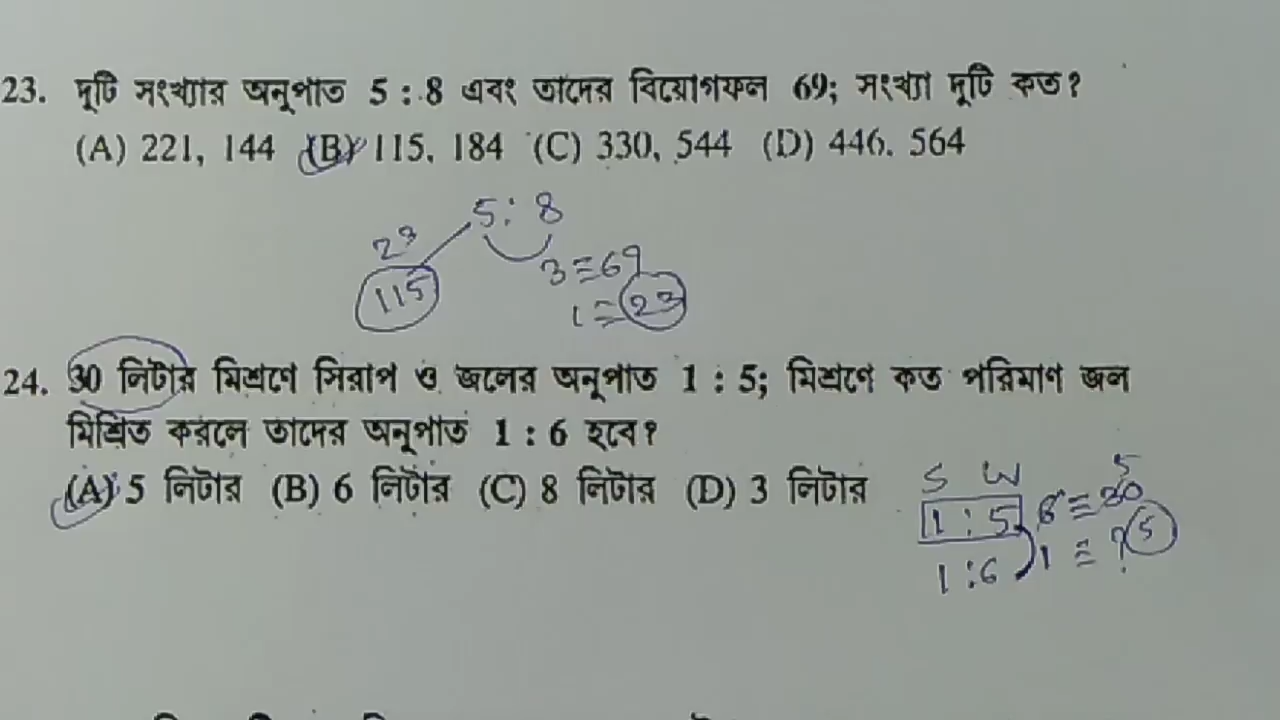 23. দুটি সংখ্যার অনুপাত 5 : 8 এবং তাদের বিয়োগফল 69; সংখ্যা দুটি কত?
(A) 221, 144 (B) 115, 184 (C) 330, 544 (D) 446. 564
5 : 8
23
3 = 69
115
1 = 23
24. 30 লিটার মিশ্রণে সিরাপ ও জলের অনুপাত 1 : 5; মিশ্রণে কত পরিমাণ জল
মিশ্রিত করলে তাদের অনুপাত 1 : 6 হবে?
(A) 5 লিটার (B) 6 লিটার (C) 8 লিটার (D) 3 লিটার
S W 5
1 : 5 6 = 30
1 : 6 1 = ? 5